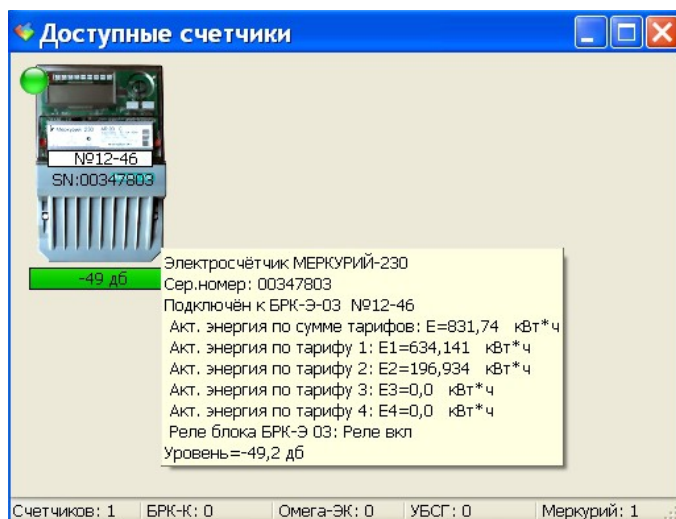 Доступные счетчики
Меркурий 230
№12-46
SN:00347803
-49 дб
Электросчётчик МЕРКУРИЙ-230
Сер.номер: 00347803
Подключён к БРК-Э-03 №12-46
Акт. энергия по сумме тарифов: E=831,74 кВт*ч
Акт. энергия по тарифу 1: E1=634,141 кВт*ч
Акт. энергия по тарифу 2: E2=196,934 кВт*ч
Акт. энергия по тарифу 3: E3=0,0 кВт*ч
Акт. энергия по тарифу 4: E4=0,0 кВт*ч
Реле блока БРК-Э 03: Реле вкл
Уровень=-49,2 дб
Счетчиков: 1 БРК-К: 0 Омега-ЭК: 0 УБСГ: 0 Меркурий: 1